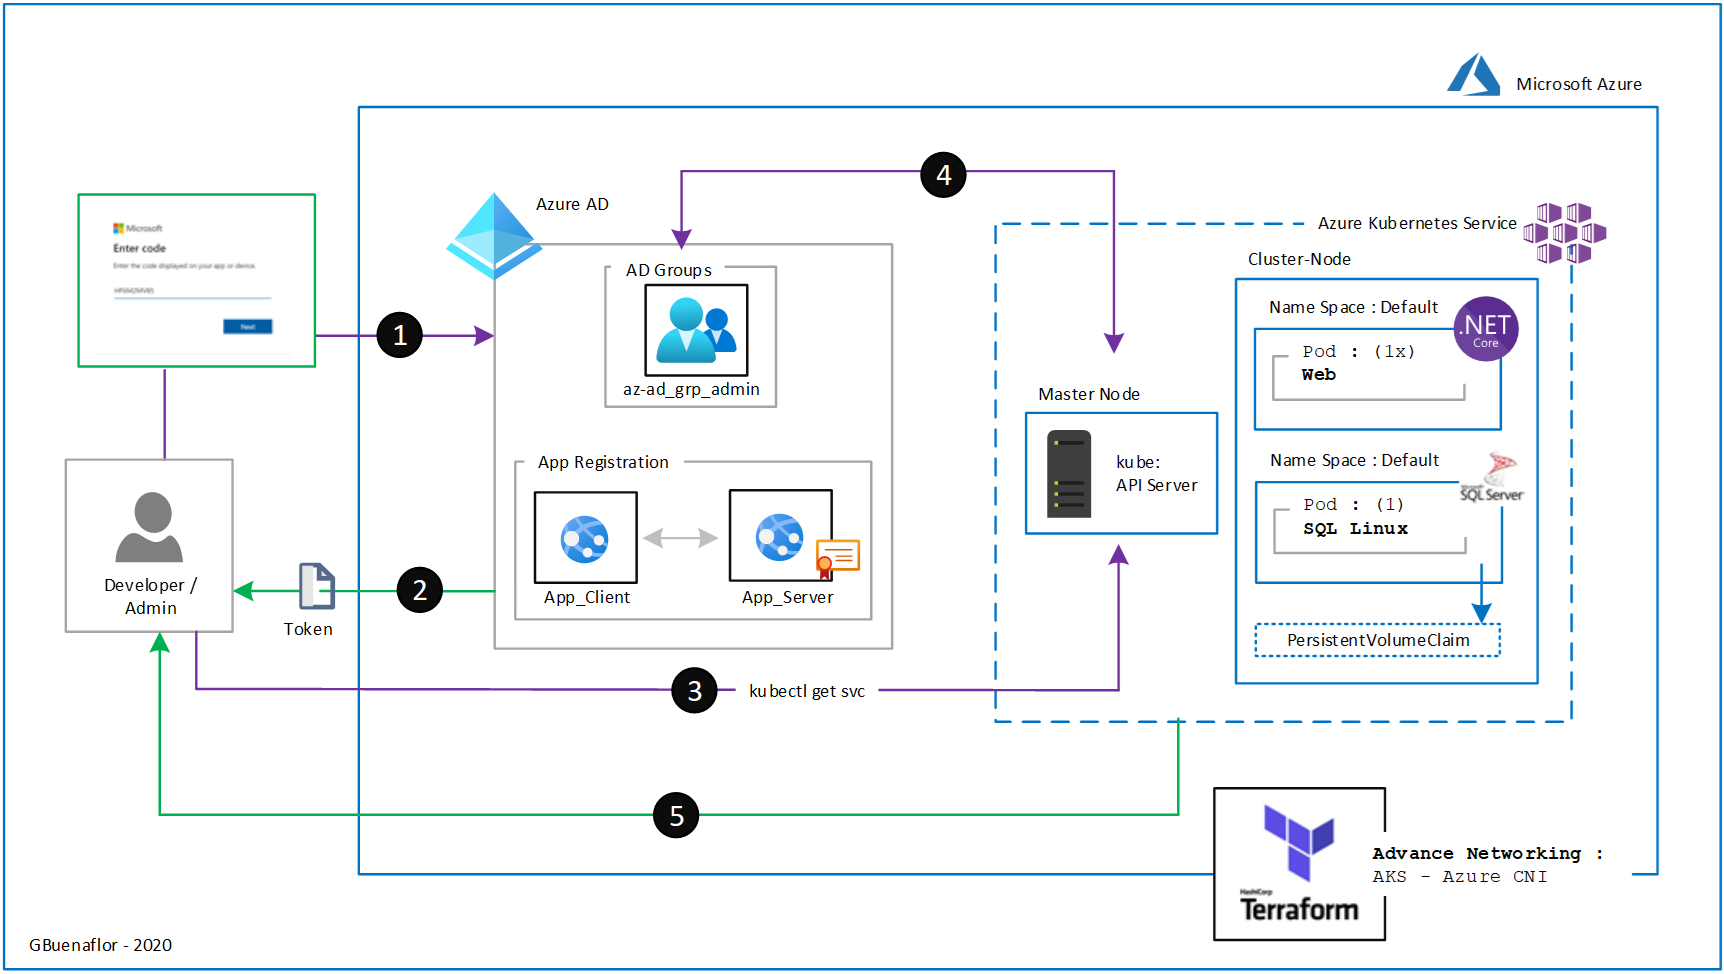 Microsoft Azure
4
Azure AD
Azure Kubernetes Service
Microsoft
Enter code
Enter the code displayed on your app or device.
Next
1
AD Groups
az-ad_grp_admin
Cluster-Node
Name Space : Default
.NET
Core
Pod : (1x)
Web
Master Node
kube:
API Server
Name Space : Default
Microsoft
SQL Server
Pod : (1)
SQL Linux
PersistentVolumeClaim
App Registration
App_Client
App_Server
Developer /
Admin
2
Token
3
kubectl get svc
5
HashiCorp
Terraform
Advance Networking :
AKS - Azure CNI
GBuenaflor - 2020